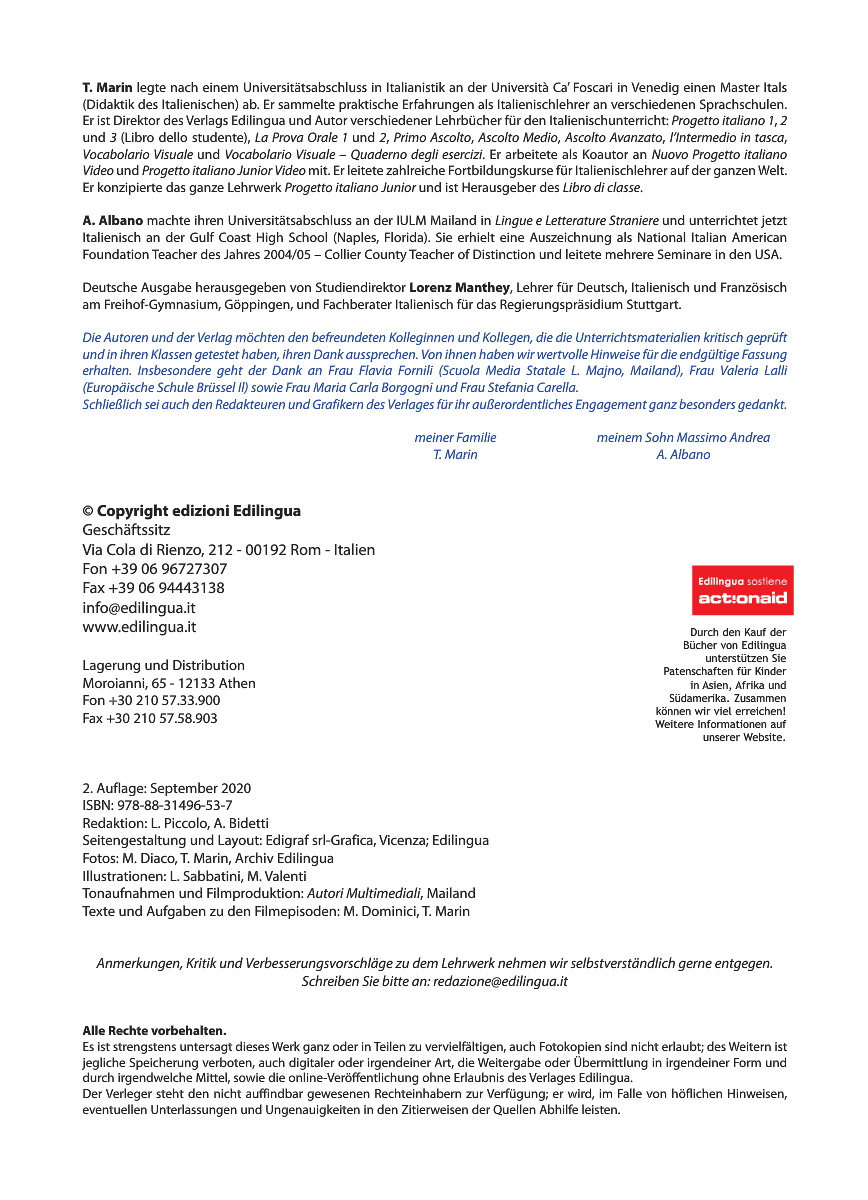 T. Marin legte nach einem Universitätsabschluss in Italianistik an der Università Ca’ Foscari in Venedig einen Master Itals
(Didaktik des Italienischen) ab. Er sammelte praktische Erfahrungen als Italienischlehrer an verschiedenen Sprachschulen.
Er ist Direktor des Verlags Edilingua und Autor verschiedener Lehrbücher für den Italienischunterricht: Progetto italiano 1, 2
und 3 (Libro dello studente), La Prova Orale 1 und 2, Primo Ascolto, Ascolto Medio, Ascolto Avanzato, l’Intermedio in tasca,
Vocabolario Visuale und Vocabolario Visuale – Quaderno degli esercizi. Er arbeitete als Koautor an Nuovo Progetto italiano
Video und Progetto italiano Junior Video mit. Er leitete zahlreiche Fortbildungskurse für Italienischlehrer auf der ganzen Welt.
Er konzipierte das ganze Lehrwerk Progetto italiano Junior und ist Herausgeber des Libro di classe.
A. Albano machte ihren Universitätsabschluss an der IULM Mailand in Lingue e Letterature Straniere und unterrichtet jetzt
Italienisch an der Gulf Coast High School (Naples, Florida). Sie erhielt eine Auszeichnung als National Italian American
Foundation Teacher des Jahres 2004/05 – Collier County Teacher of Distinction und leitete mehrere Seminare in den USA.
Deutsche Ausgabe herausgegeben von Studiendirektor Lorenz Manthey, Lehrer für Deutsch, Italienisch und Französisch
am Freihof-Gymnasium, Göppingen, und Fachberater Italienisch für das Regierungspräsidium Stuttgart.
Die Autoren und der Verlag möchten den befreundeten Kolleginnen und Kollegen, die die Unterrichtsmaterialien kritisch geprüft
und in ihren Klassen getestet haben, ihren Dank aussprechen. Von ihnen haben wir wertvolle Hinweise für die endgültige Fassung
erhalten. Insbesondere geht der Dank an Frau Flavia Fornili (Scuola Media Statale L. Majno, Mailand), Frau Valeria Lalli
(Europäische Schule Brüssel II) sowie Frau Maria Carla Borgogni und Frau Stefania Carella.
Schließlich sei auch den Redakteuren und Grafikern des Verlages für ihr außerordentliches Engagement ganz besonders gedankt.
meiner Familie
T. Marin
meinem Sohn Massimo Andrea
A. Albano
© Copyright edizioni Edilingua
Geschäftssitz
Via Cola di Rienzo, 212 - 00192 Rom - Italien
Fon +39 06 96727307
Fax +39 06 94443138
info@edilingua.it
www.edilingua.it
Lagerung und Distribution
Moroianni, 65 - 12133 Athen
Fon +30 210 57.33.900
Fax +30 210 57.58.903
Edilingua sostiene
act!onaid
Durch den Kauf der
Bücher von Edilingua
unterstützen Sie
Patenschaften für Kinder
in Asien, Afrika und
Südamerika. Zusammen
können wir viel erreichen!
Weitere Informationen auf
unserer Website.
2. Auflage: September 2020
ISBN: 978-88-31496-53-7
Redaktion: L. Piccolo, A. Bidetti
Seitengestaltung und Layout: Edigraf srl-Grafica, Vicenza; Edilingua
Fotos: M. Diaco, T. Marin, Archiv Edilingua
Illustrationen: L. Sabbatini, M. Valenti
Tonaufnahmen und Filmproduktion: Autori Multimediali, Mailand
Texte und Aufgaben zu den Filmepisoden: M. Dominici, T. Marin
Anmerkungen, Kritik und Verbesserungsvorschläge zu dem Lehrwerk nehmen wir selbstverständlich gerne entgegen.
Schreiben Sie bitte an: redazione@edilingua.it
Alle Rechte vorbehalten.
Es ist strengstens untersagt dieses Werk ganz oder in Teilen zu vervielfältigen, auch Fotokopien sind nicht erlaubt; des Weitern ist
jegliche Speicherung verboten, auch digitaler oder irgendeiner Art, die Weitergabe oder Übermittlung in irgendeiner Form und
durch irgendwelche Mittel, sowie die online-Veröffentlichung ohne Erlaubnis des Verlages Edilingua.
Der Verleger steht den nicht auffindbar gewesenen Rechteinhabern zur Verfügung; er wird, im Falle von höflichen Hinweisen,
eventuellen Unterlassungen und Ungenauigkeiten in den Zitierweisen der Quellen Abhilfe leisten.